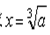 x = ∛a